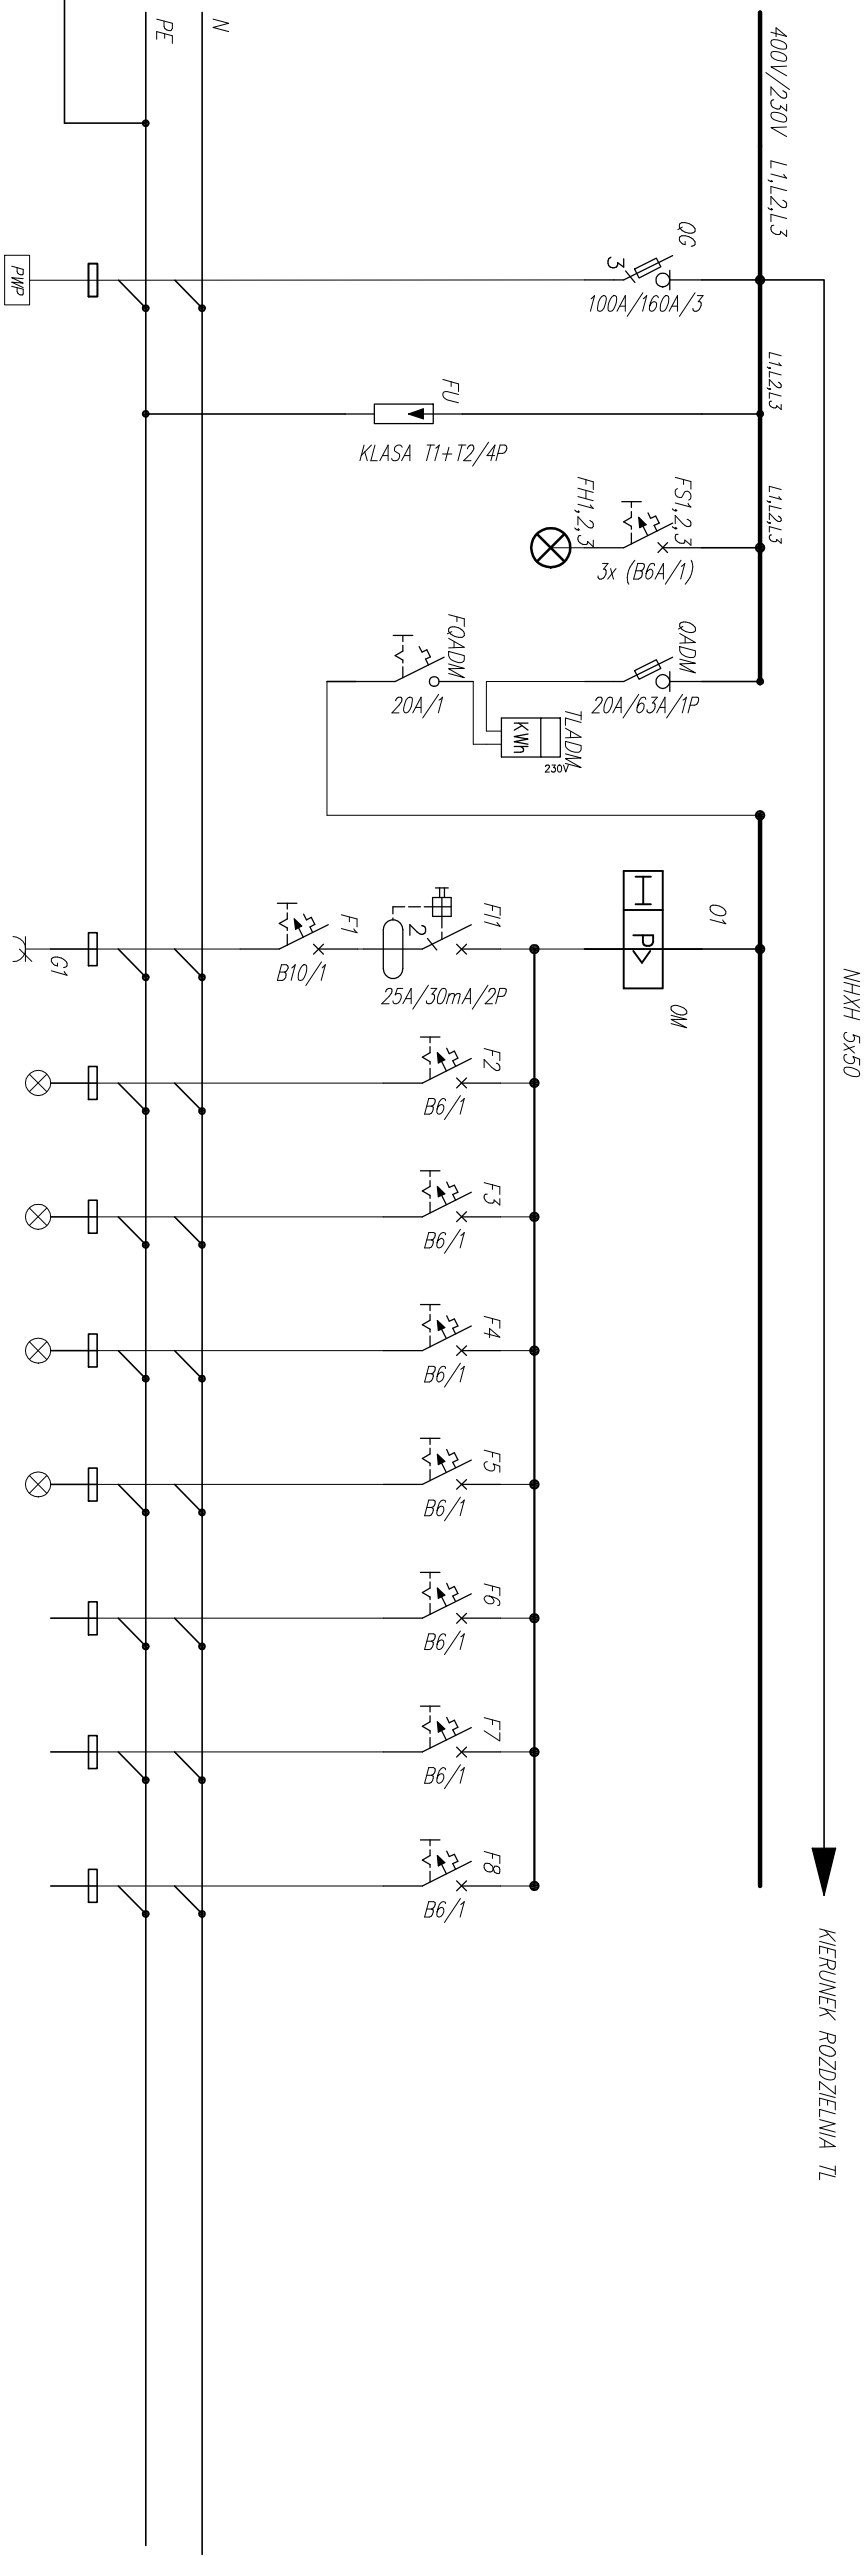 PE
N
400V/230V L1,L2,L3
PWP
QG
3
100A/160A/3
L1,L2,L3
FU
KLASA T1+T2/4P
L1,L2,L3
FH1,2,3
FS1,2,3
3x (B6A/1)
FQADM
20A/1
QADM
20A/63A/1P
TLADM
KWh
230V
O1
P>
OM
NHXH 5x50
FI1
2
25A/30mA/2P
F1
B10/1
G1
F2
B6/1
F3
B6/1
F4
B6/1
F5
B6/1
F6
B6/1
F7
B6/1
F8
B6/1
KIERUNEK ROZDZIELNIA TL